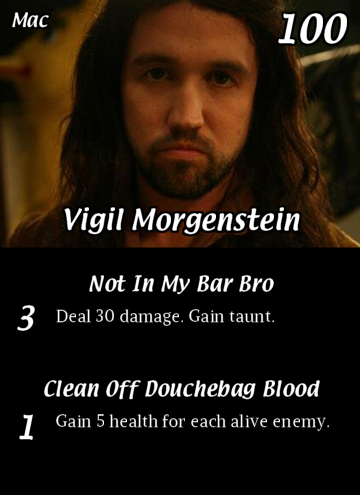 Mac
100
Vigil Morgenstein
Not In My Bar Bro
3 Deal 30 damage. Gain taunt.
Clean Off Douchebag Blood
1 Gain 5 health for each alive enemy.